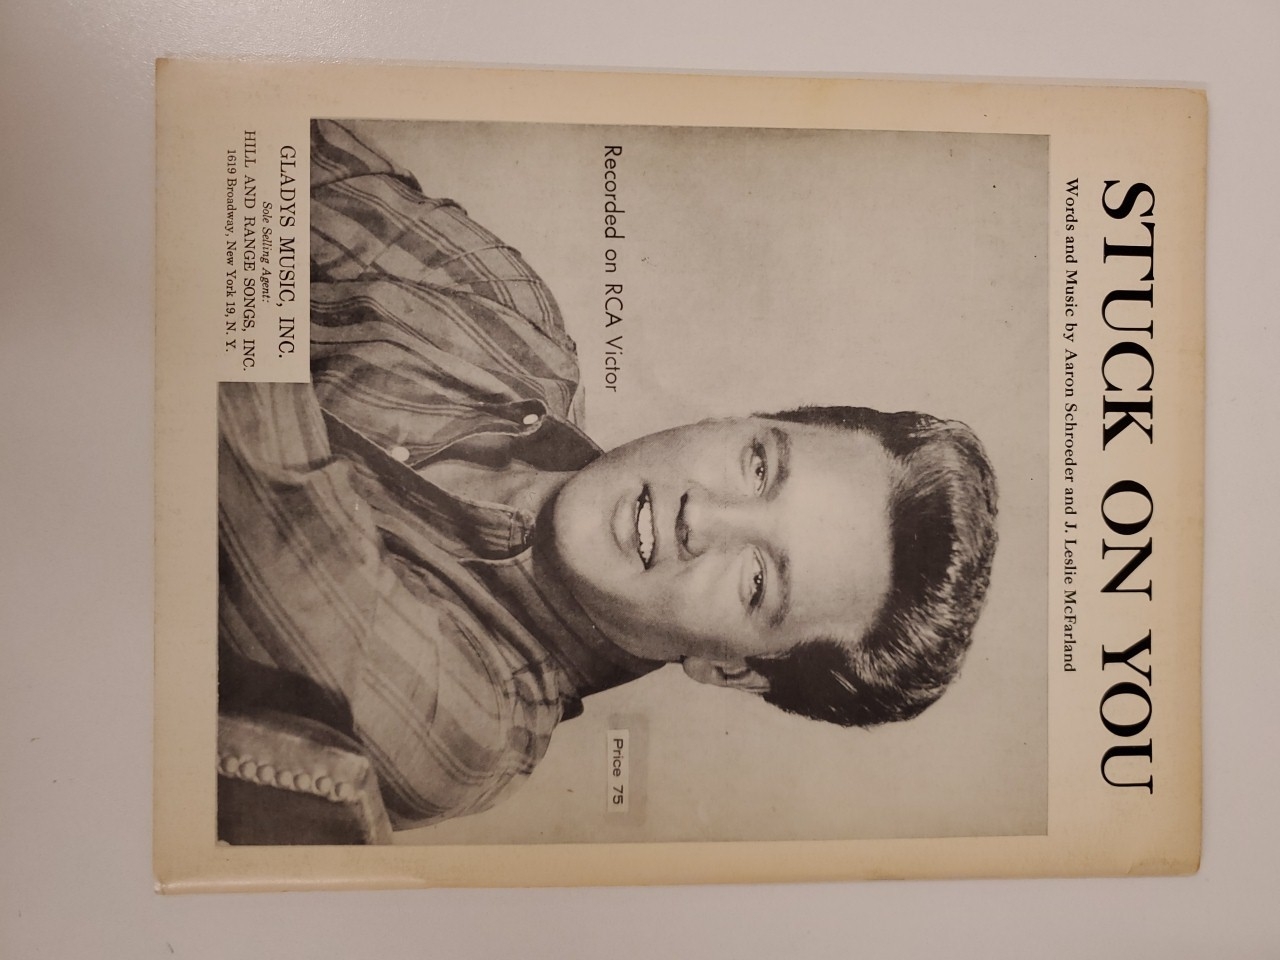 STUCK ON YOU
Words and Music by Aaron Schroeder and J. Leslie McFarland
Recorded on RCA Victor
Price 75
GLADYS MUSIC, INC.
Sole Selling Agent:
HILL AND RANGE SONGS, INC.
1619 Broadway, New York 19, N. Y.